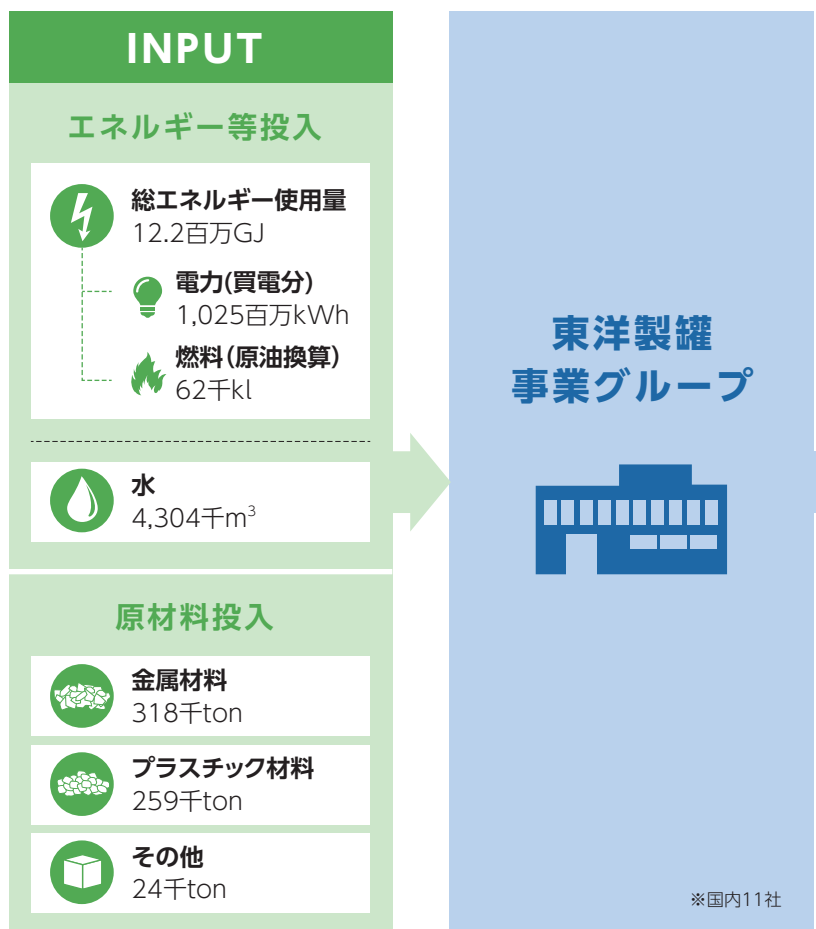 INPUT
エネルギー等投入
総エネルギー使用量
12.2百万GJ
電力(買電分)
1,025百万kWh
燃料(原油換算)
62千kl
水
4,304千m³
原材料投入
金属材料
318千ton
プラスチック材料
259千ton
その他
24千ton
東洋製罐
事業グループ
※国内11社